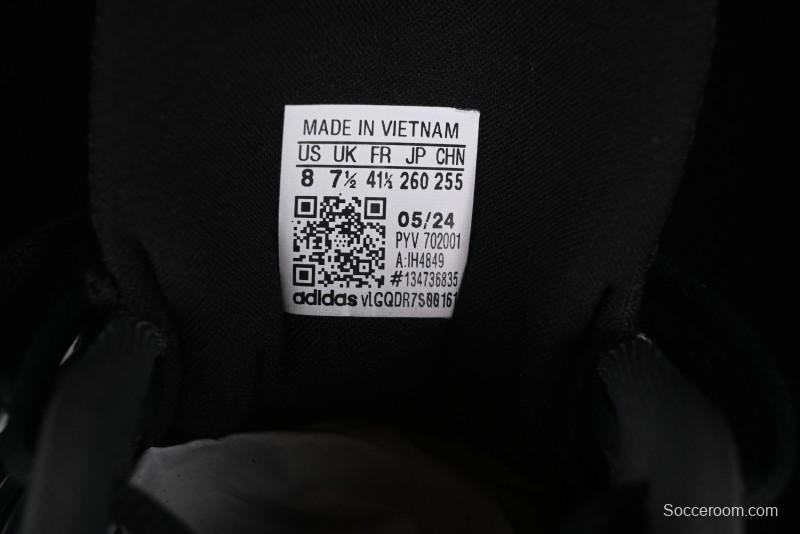 MADE IN VIETNAM
US UK FR JP CHN
8 7½ 41⅓ 260 255
05/24
PYV 702001
A:IH4849
#134736835
adidas vLGQDR7S00161
Socceroom.com